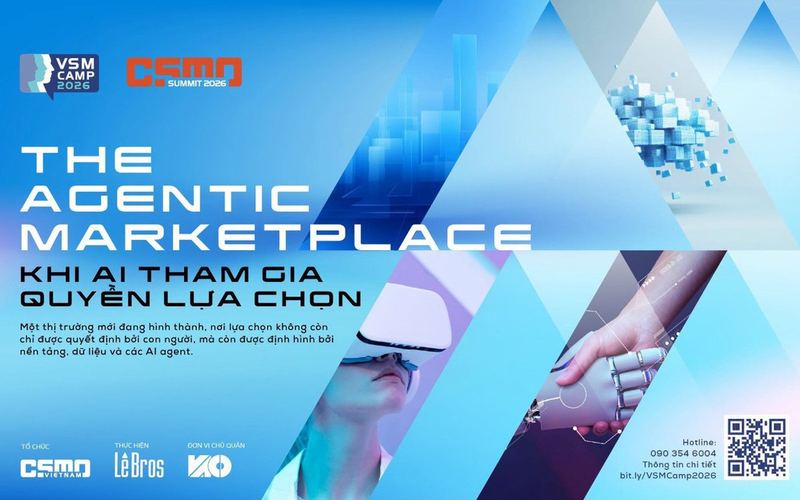 VSM
CAMP
2026
CSMO
SUMMIT 2026
THE
AGENTIC
MARKETPLACE
KHI AI THAM GIA
QUYỀN LỰA CHỌN
Một thị trường mới đang hình thành, nơi lựa chọn không còn
chỉ được quyết định bởi con người, mà còn được định hình bởi
nền tảng, dữ liệu và các AI agent.
TỔ CHỨC
CSMO
VIETNAM
THỰC HIỆN
LêBros
ĐƠN VỊ CHỦ QUẢN
Hotline:
090 354 6004
Thông tin chi tiết
bit.ly/VSMCamp2026